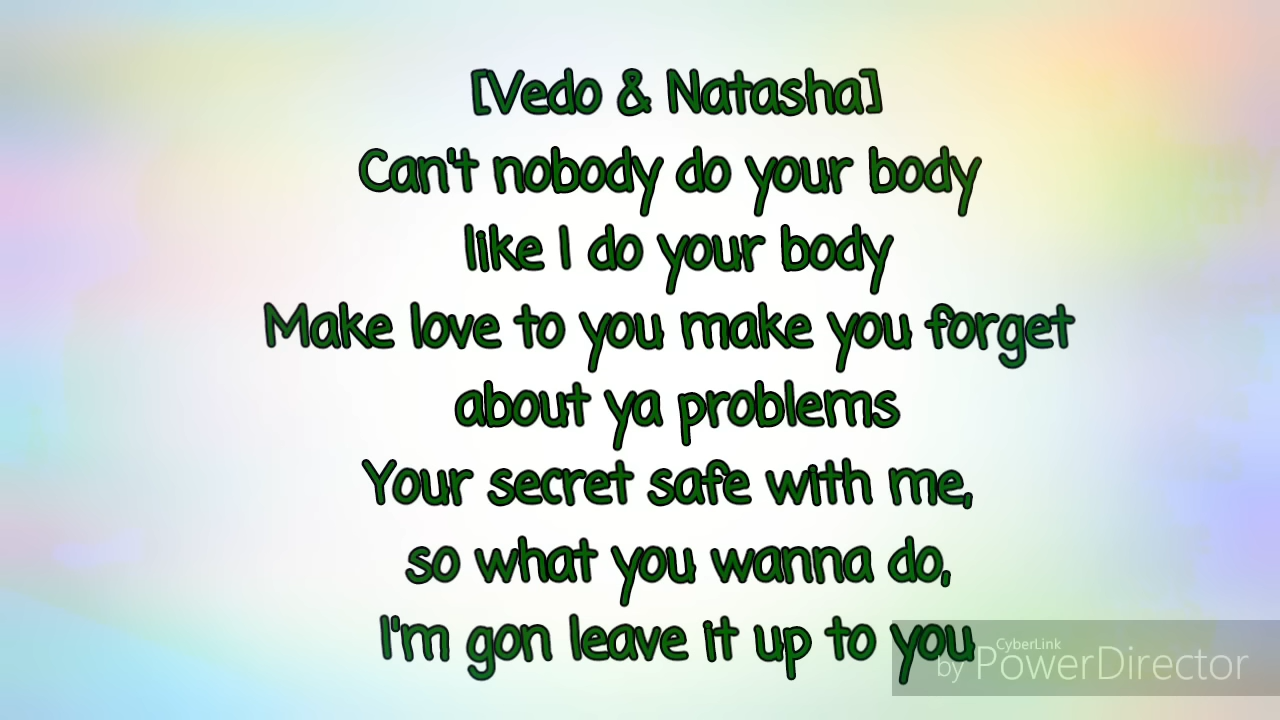 [Vedo & Natasha]
Can't nobody do your body
like I do your body
Make love to you make you forget
about ya problems
Your secret safe with me,
so what you wanna do,
I'm gon leave it up to you
CyberLink
by PowerDirector